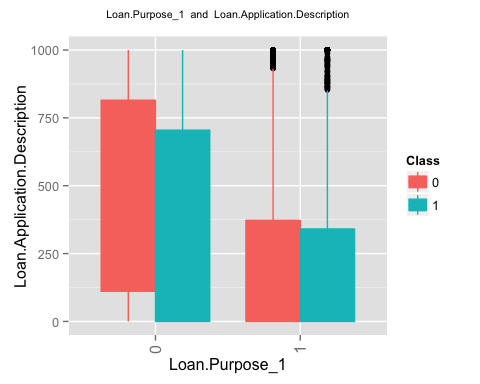 Loan.Purpose_1 and Loan.Application.Description
1000
750
500
250
0
Loan.Application.Description
0
1
Loan.Purpose_1
Class
0
1